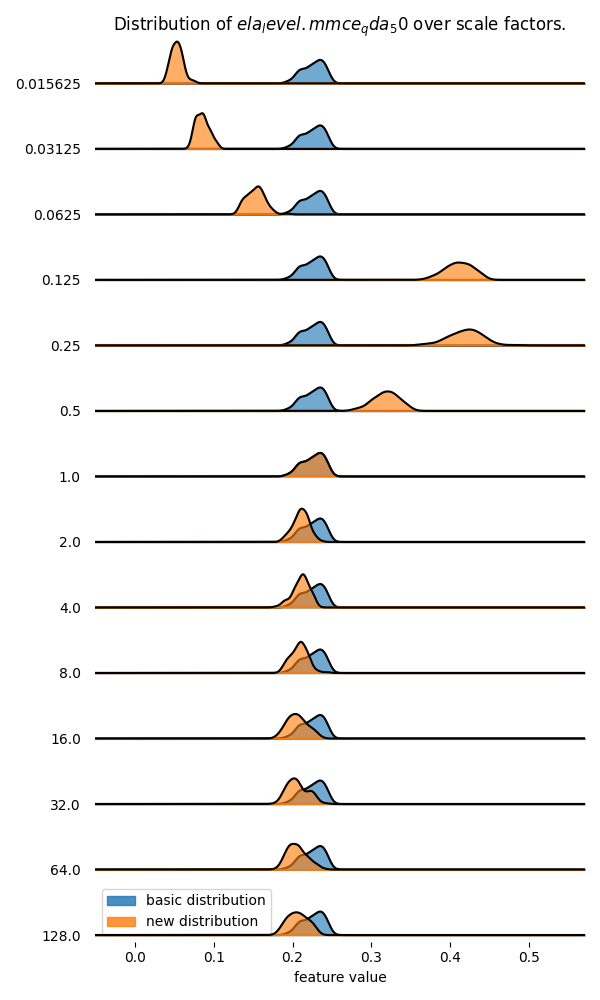 Distribution of ela_level.mmce_qda_50 over scale factors.
0.015625
0.03125
0.0625
0.125
0.25
0.5
1.0
2.0
4.0
8.0
16.0
32.0
64.0
128.0
basic distribution
new distribution
0.0 0.1 0.2 0.3 0.4 0.5
feature value